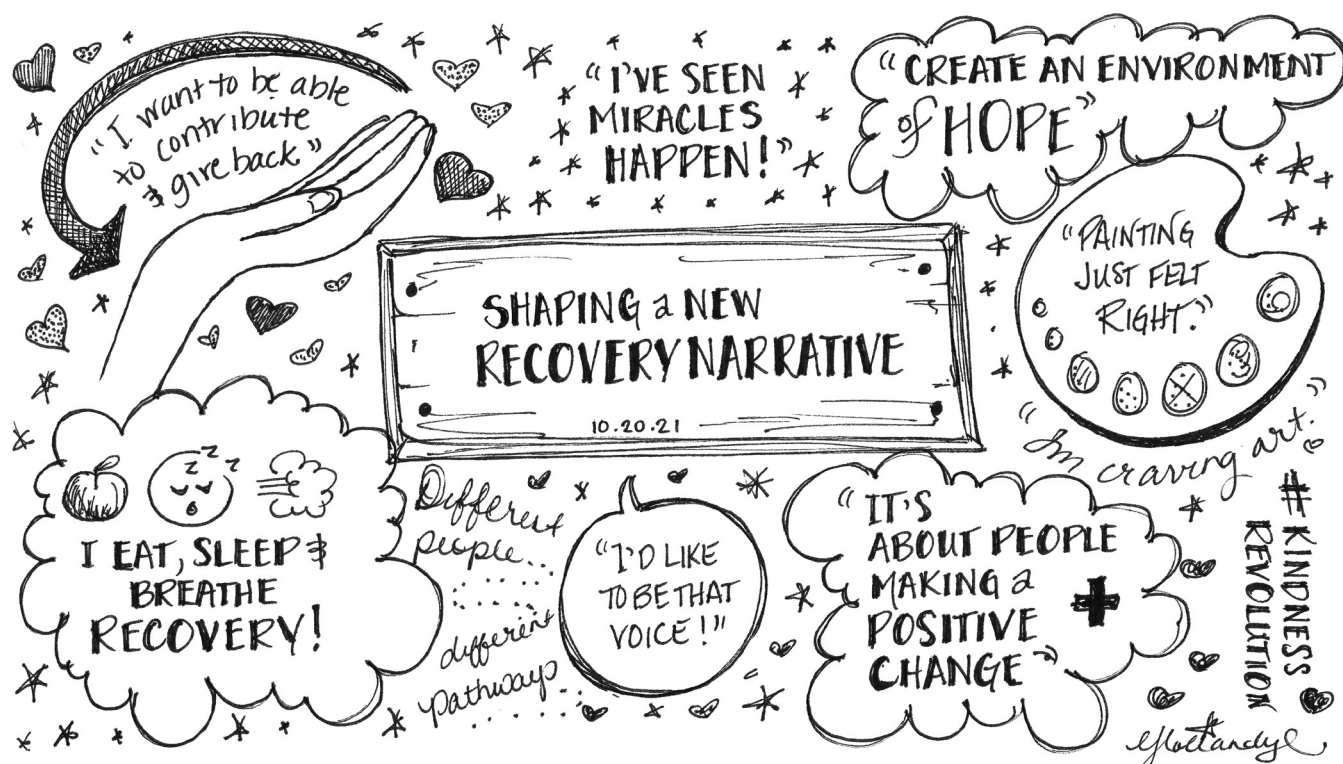 "I want to be able
to contribute
& give back"
"I'VE SEEN
MIRACLES
HAPPEN!"
"CREATE AN ENVIRONMENT
of HOPE"
"PAINTING
JUST FELT
RIGHT."
"I'm craving art."
SHAPING a NEW
RECOVERY NARRATIVE
10.20.21
z z z
I EAT, SLEEP &
BREATHE
RECOVERY!
Different
people...
different
pathways...
"I'D LIKE
TO BE THAT
VOICE!"
"IT'S
ABOUT PEOPLE
MAKING a
POSITIVE
CHANGE"
#KINDNESS
REVOLUTION